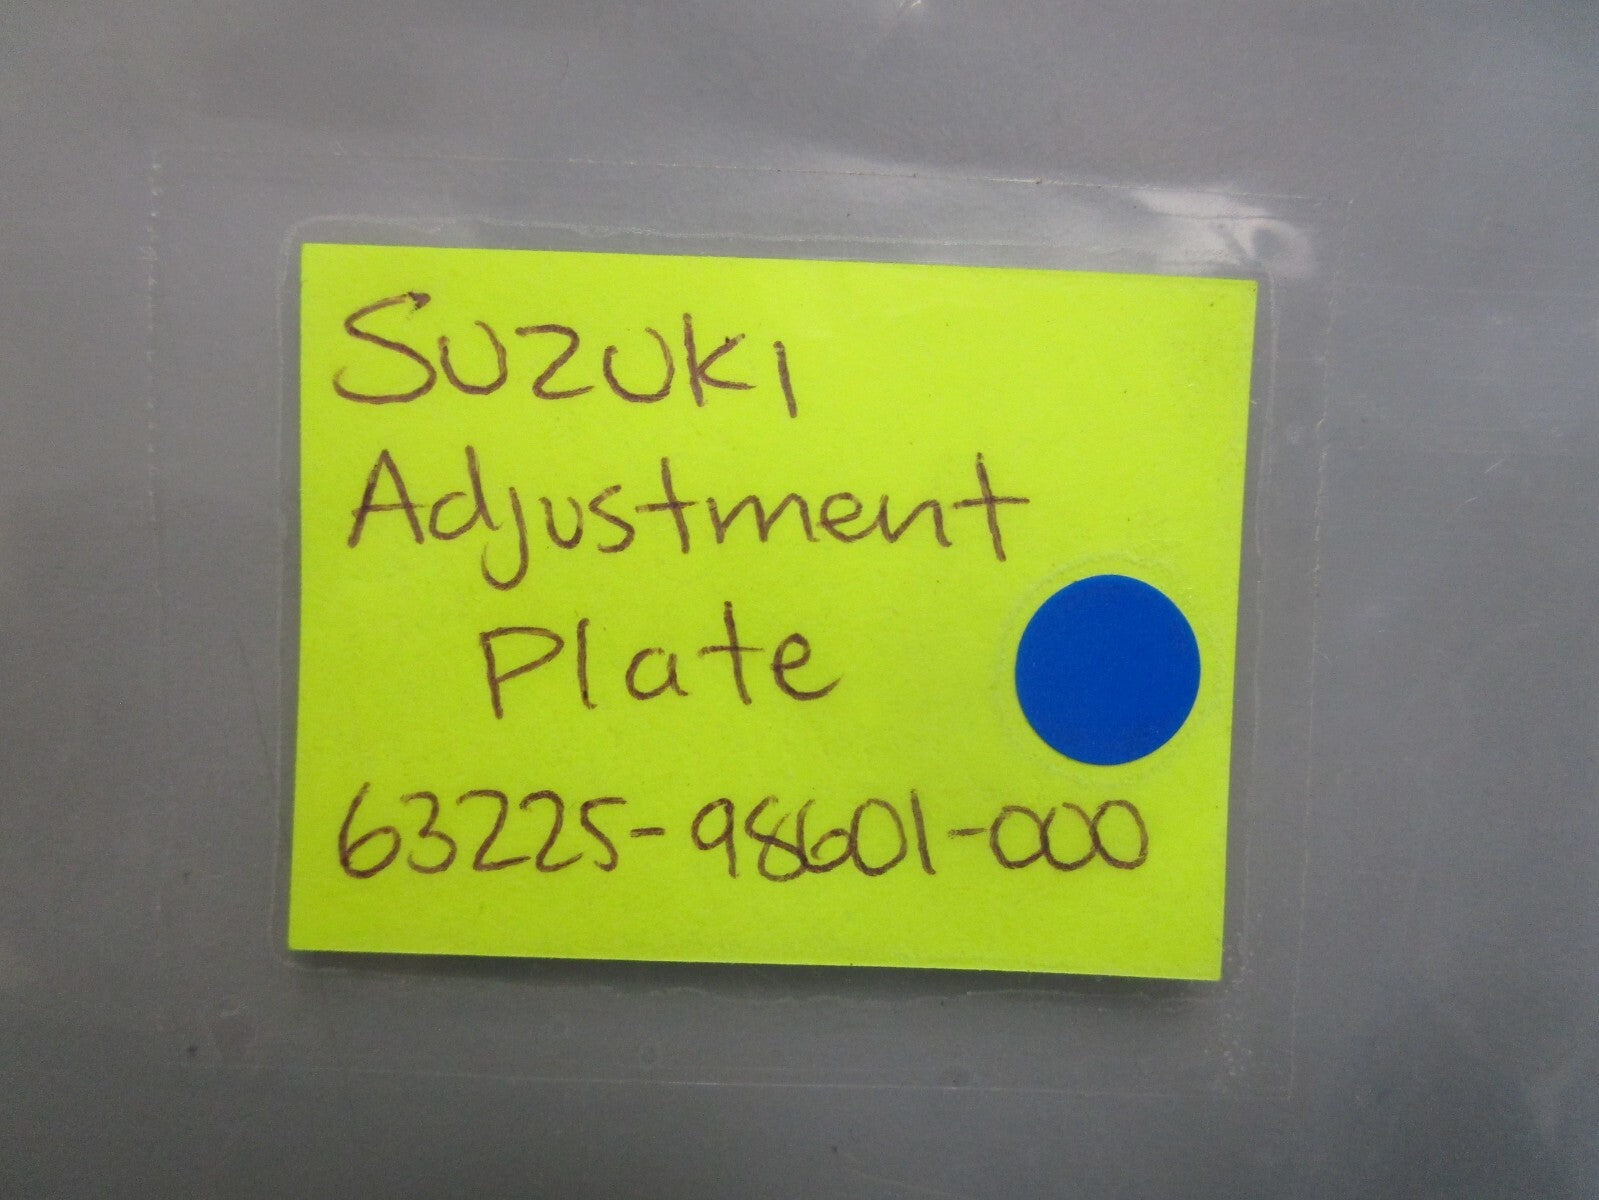 Suzuki
Adjustment
Plate
63225-98601-000